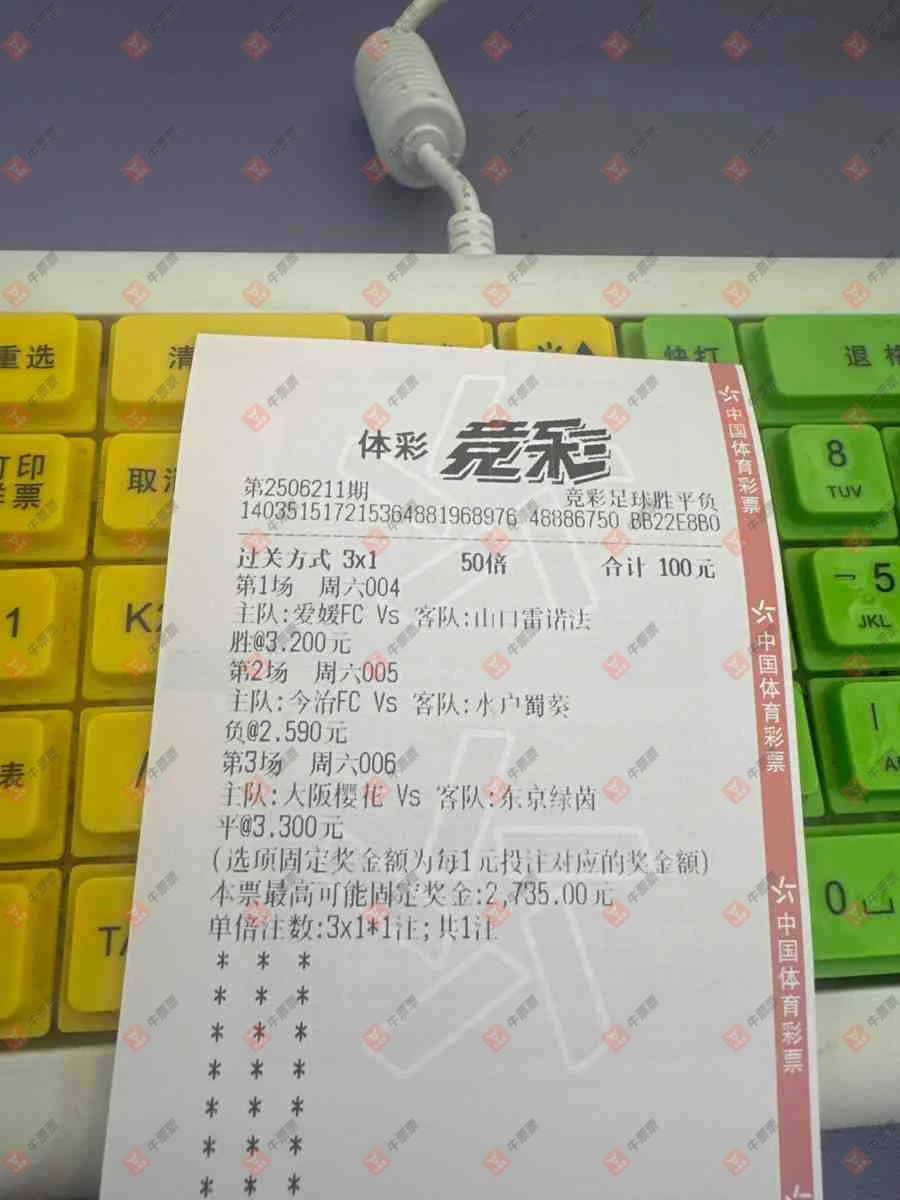 重选
快打
退格
打印
8
TUV
1
5
JKL
表
0
体彩 竞彩
第2506211期 竞彩足球胜平负
140351517215364881968976 48886750 BB22E8B0
过关方式 3x1 50倍 合计 100元
第1场 周六004
主队:爱媛FC Vs 客队:山口雷诺法
胜@3.200元
第2场 周六005
主队:今治FC Vs 客队:水户蜀葵
负@2.590元
第3场 周六006
主队:大阪樱花 Vs 客队:东京绿茵
平@3.300元
(选项固定奖金额为每1元投注对应的奖金额)
本票最高可能固定奖金:2,735.00元
单倍注数:3x1*1注;共1注
* * *
* * *
* * *
* * *
* * *
* * *
* * *
中国体育彩票
中国体育彩票
中国体育彩票
牛票票